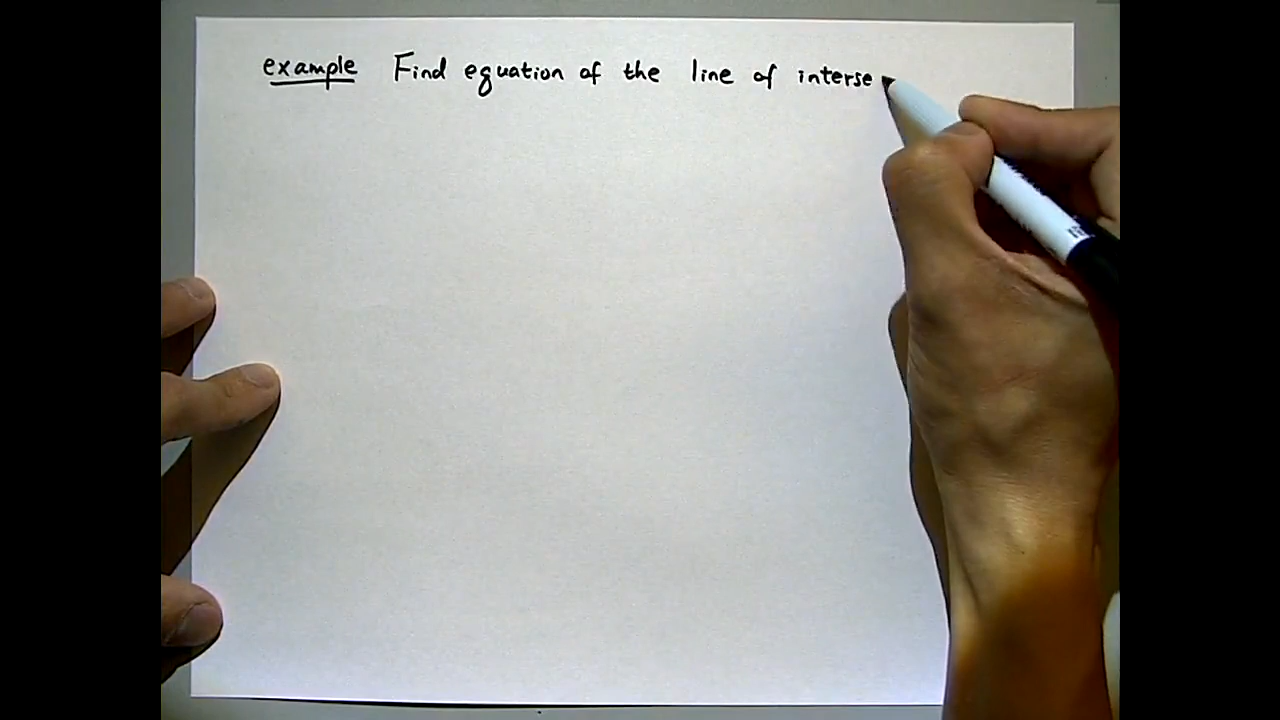 example Find equation of the line of interse